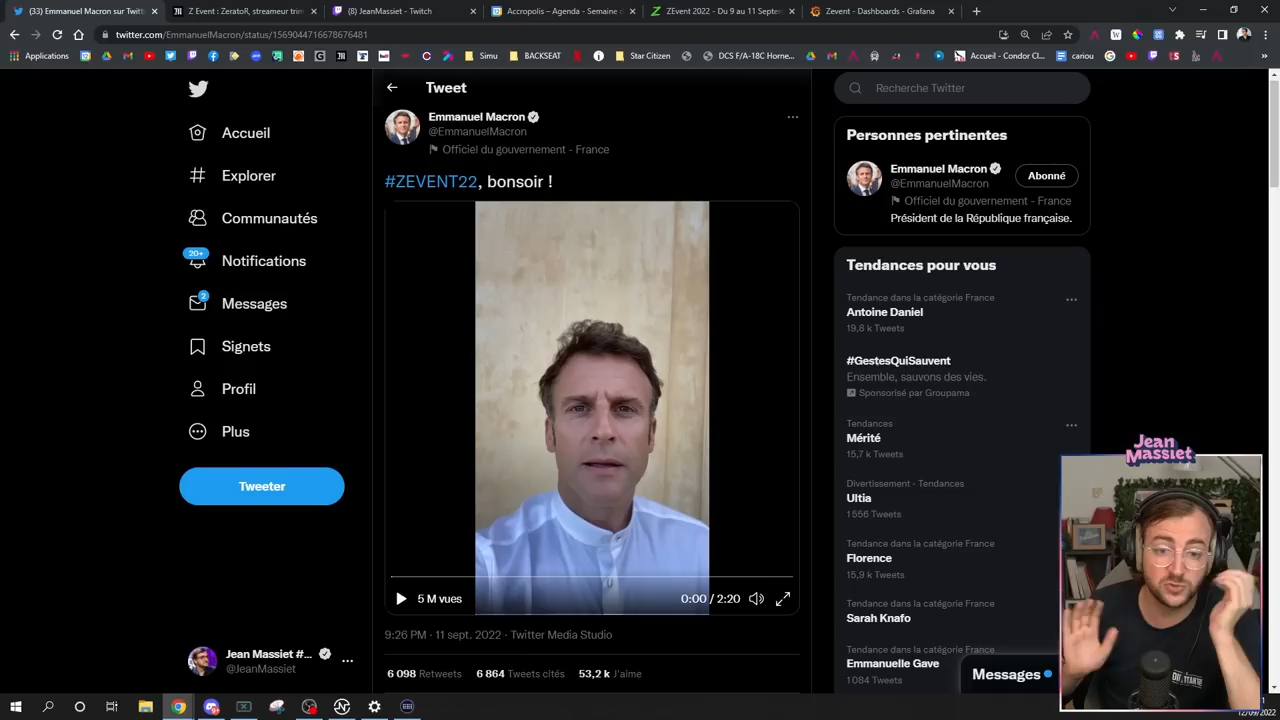 (33) Emmanuel Macron sur Twitt
Z Event : ZeratoR, streameur trim
(8) JeanMassiet - Twitch
Accropolis – Agenda - Semaine d
ZEvent 2022 - Du 9 au 11 Septem
Zevent - Dashboards - Grafana
twitter.com/EmmanuelMacron/status/1569044716678676481
Applications
Simu
BACKSEAT
Star Citizen
DCS F/A-18C Horne...
Accueil - Condor Cl...
cariou
Tweet
Emmanuel Macron
@EmmanuelMacron
Officiel du gouvernement - France
#ZEVENT22, bonsoir !
5 M vues
0:00 / 2:20
9:26 PM · 11 sept. 2022 · Twitter Media Studio
6 098 Retweets 6 864 Tweets cités 53,2 k J'aime
Accueil
Explorer
Communautés
20+
Notifications
2
Messages
Signets
Profil
Plus
Tweeter
Jean Massiet #...
@JeanMassiet
Recherche Twitter
Personnes pertinentes
Emmanuel Macron
@EmmanuelMacron
Abonné
Officiel du gouvernement - France
Président de la République française.
Tendances pour vous
Tendance dans la catégorie France
Antoine Daniel
19,8 k Tweets
#GestesQuiSauvent
Ensemble, sauvons des vies.
Sponsorisé par Groupama
Tendances
Mérité
15,7 k Tweets
Divertissement · Tendances
Ultia
1 556 Tweets
Tendance dans la catégorie France
Florence
15,9 k Tweets
Tendance dans la catégorie France
Sarah Knafo
Tendance dans la catégorie France
Emmanuelle Gave
1 084 Tweets
Messages
Jean
Massiet
12/09/2022